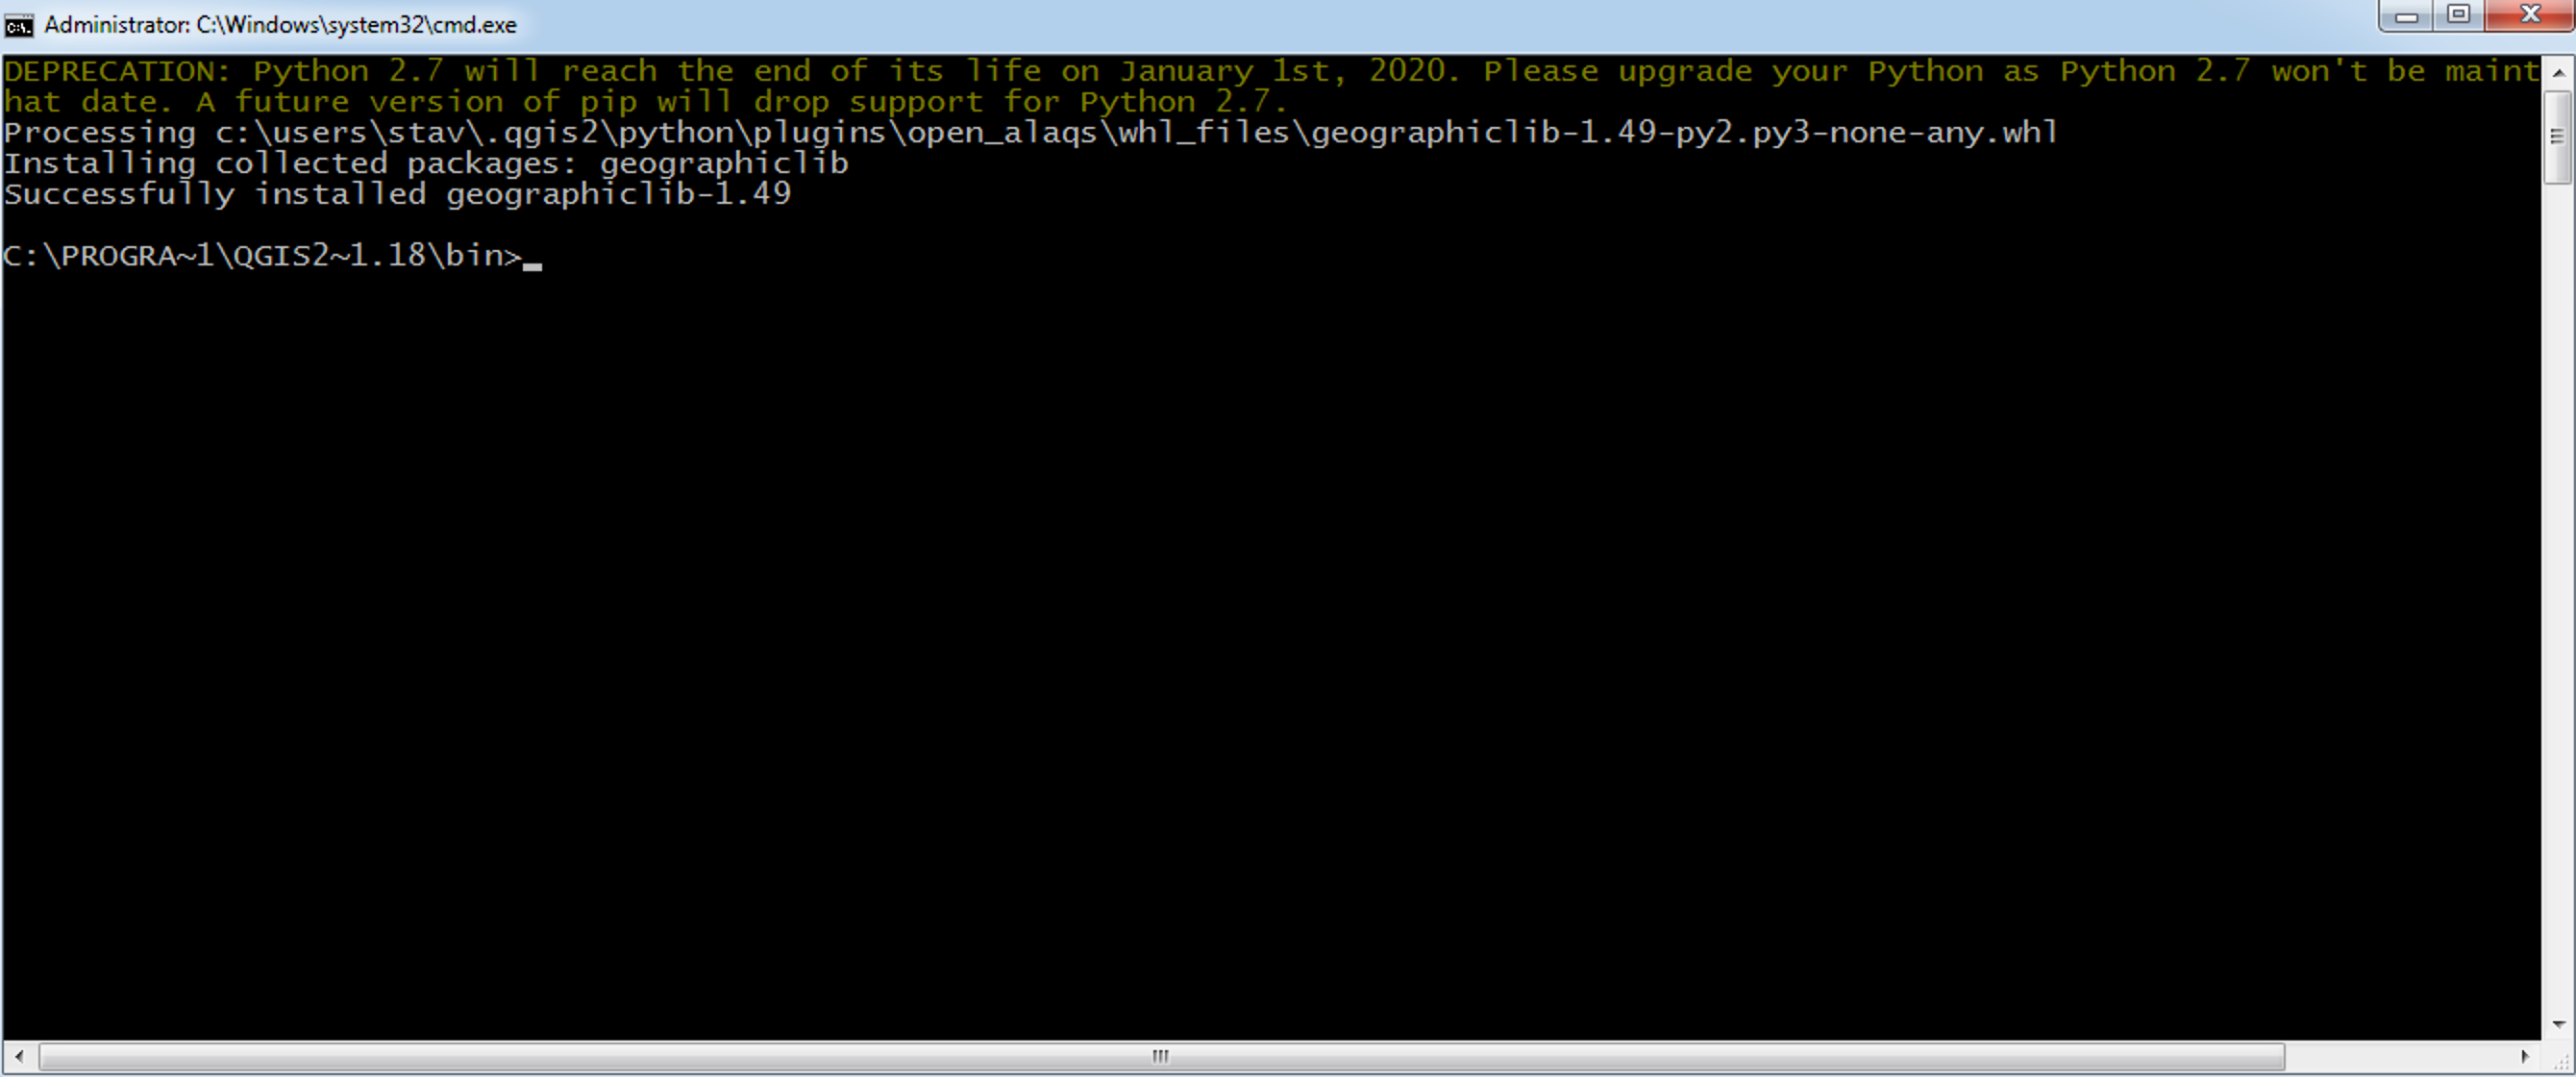 Administrator: C:\Windows\system32\cmd.exe
DEPRECATION: Python 2.7 will reach the end of its life on January 1st, 2020. Please upgrade your Python as Python 2.7 won't be maint
hat date. A future version of pip will drop support for Python 2.7.
Processing c:\users\stav\.qgis2\python\plugins\open_alaqs\whl_files\geographiclib-1.49-py2.py3-none-any.whl
Installing collected packages: geographiclib
Successfully installed geographiclib-1.49
C:\PROGRA~1\QGIS2~1.18\bin>